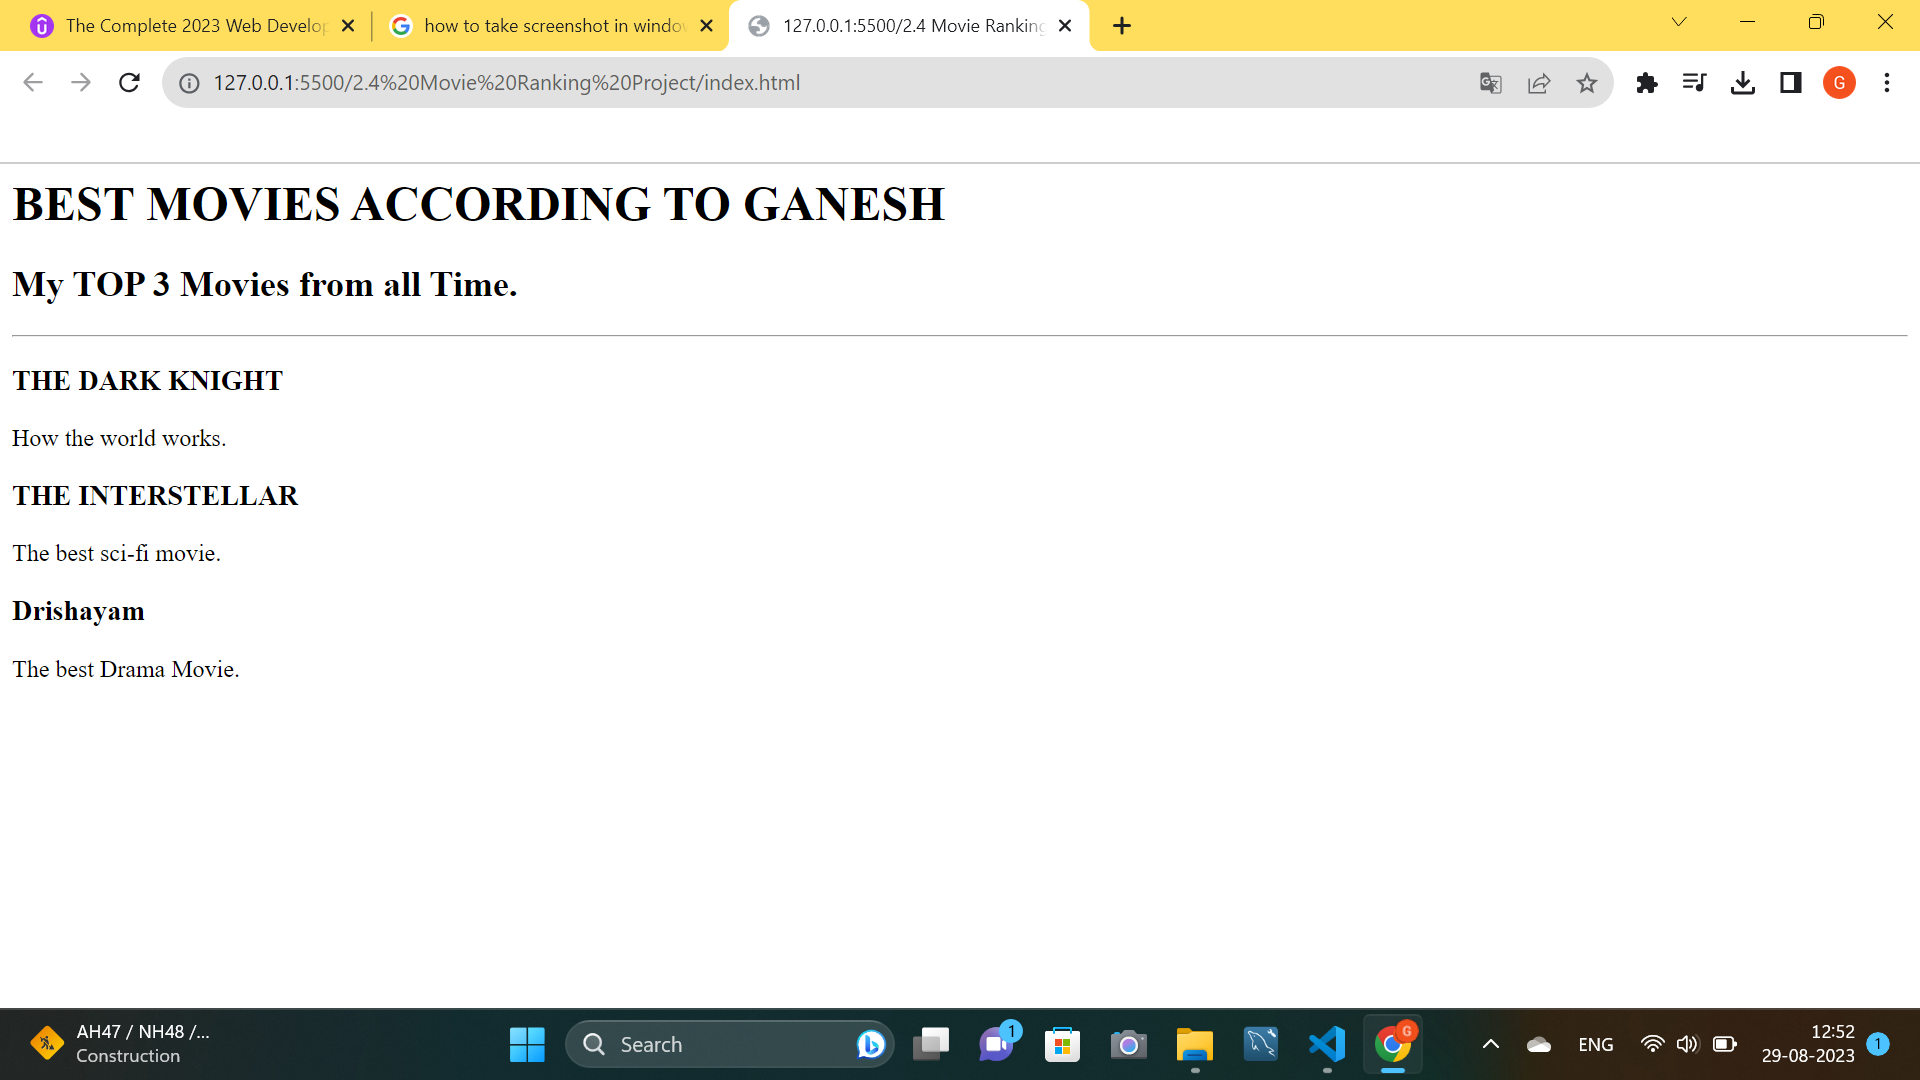 The Complete 2023 Web Develop
how to take screenshot in window
127.0.0.1:5500/2.4 Movie Ranking
127.0.0.1:5500/2.4%20Movie%20Ranking%20Project/index.html
G
BEST MOVIES ACCORDING TO GANESH
My TOP 3 Movies from all Time.
THE DARK KNIGHT
How the world works.
THE INTERSTELLAR
The best sci-fi movie.
Drishayam
The best Drama Movie.
AH47 / NH48 /...
Construction
Search
1
G
ENG
12:52
29-08-2023
1